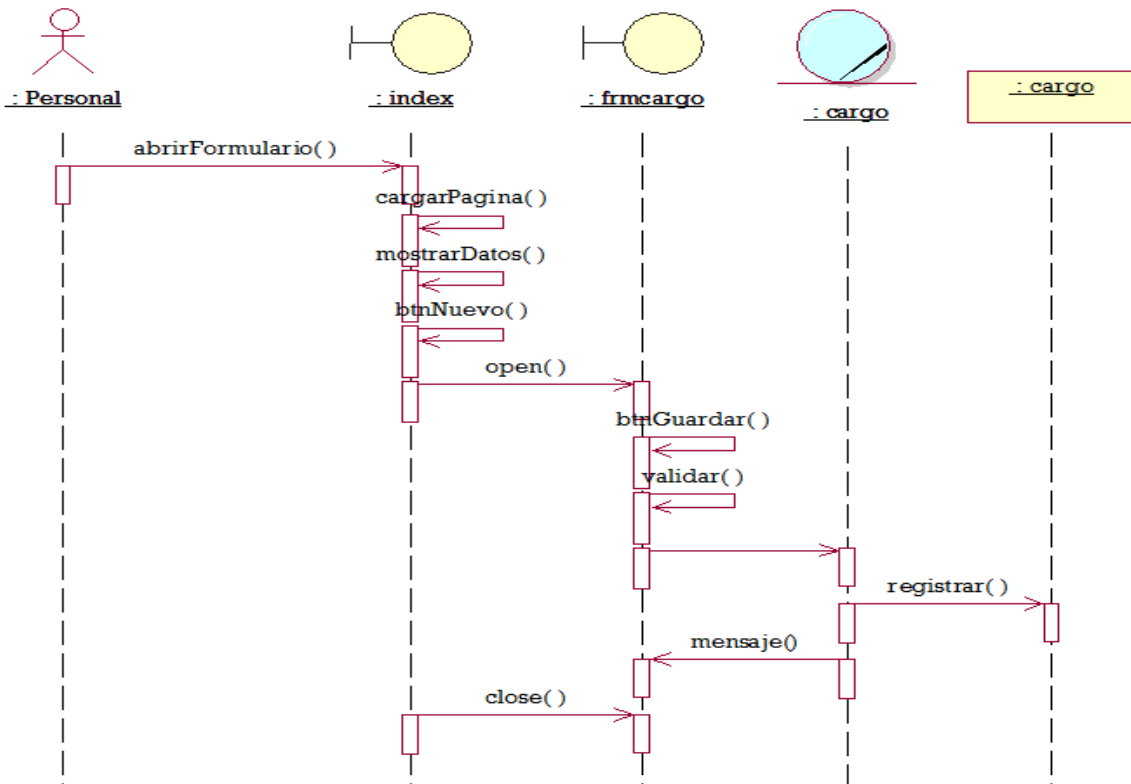 : Personal
: index
: frmcargo
: cargo
: cargo
abrirFormulario( )
cargarPagina( )
mostrarDatos( )
btnNuevo( )
open( )
btnGuardar( )
validar( )
registrar( )
mensaje()
close( )